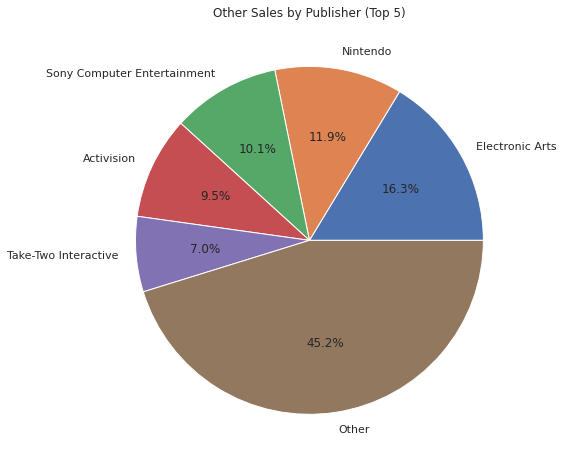 Other Sales by Publisher (Top 5)
Nintendo
Sony Computer Entertainment
11.9%
10.1%
Electronic Arts
Activision
16.3%
9.5%
Take-Two Interactive
7.0%
45.2%
Other